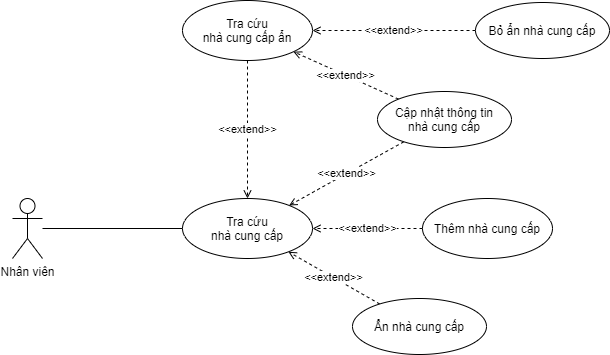 Tra cứu
nhà cung cấp ẩn
<<extend>>
Bỏ ẩn nhà cung cấp
<<extend>>
Cập nhật thông tin
nhà cung cấp
<<extend>>
<<extend>>
Tra cứu
nhà cung cấp
<<extend>>
Thêm nhà cung cấp
Nhân viên
<<extend>>
Ẩn nhà cung cấp